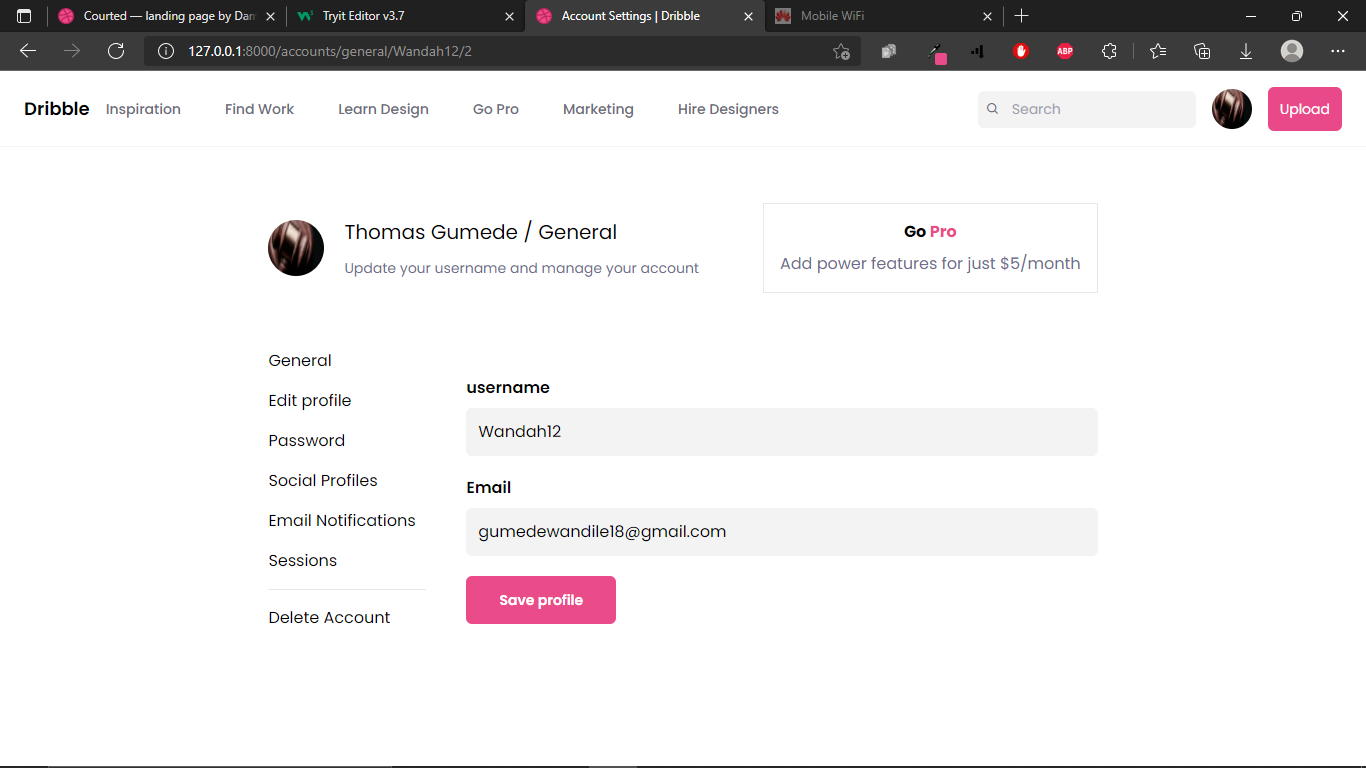 Courted — landing page by Dan
Tryit Editor v3.7
Account Settings | Dribble
Mobile WiFi
127.0.0.1:8000/accounts/general/Wandah12/2
ABP
Dribble
Inspiration
Find Work
Learn Design
Go Pro
Marketing
Hire Designers
Search
Upload
Thomas Gumede / General
Update your username and manage your account
Go Pro
Add power features for just $5/month
General
Edit profile
Password
Social Profiles
Email Notifications
Sessions
Delete Account
username
Wandah12
Email
gumedewandile18@gmail.com
Save profile